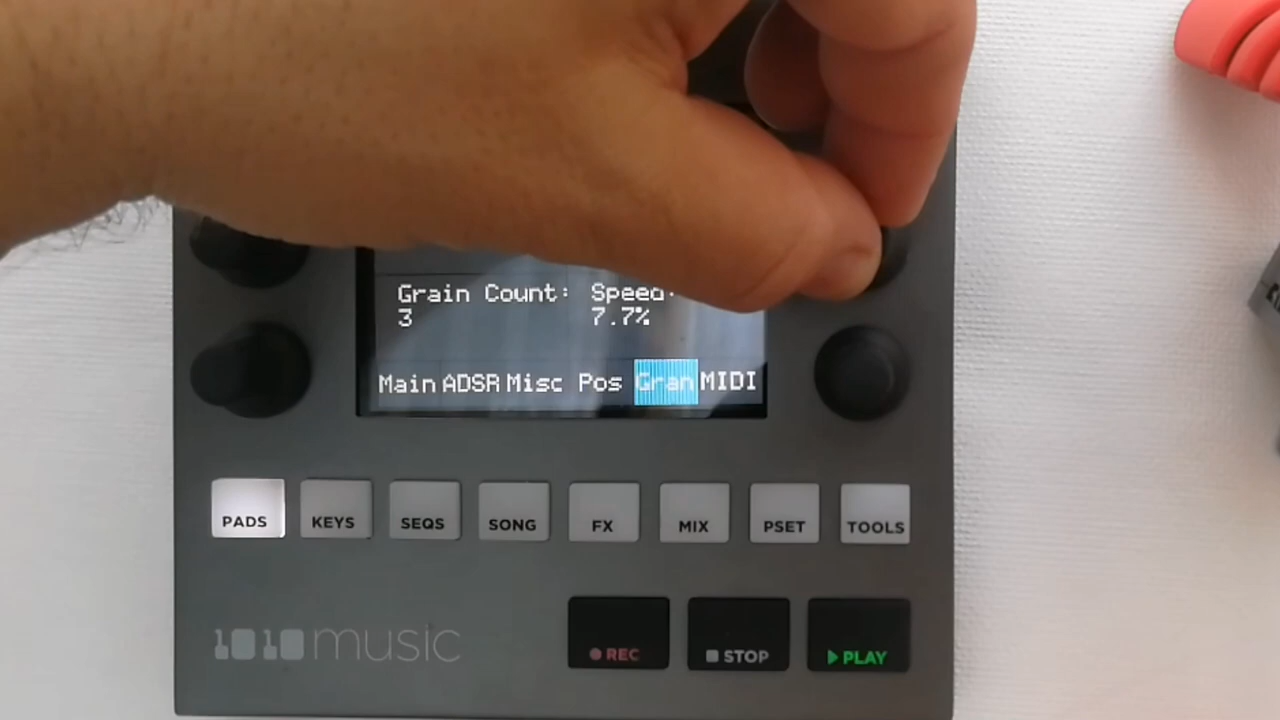 Grain Count: Speed:
3 7.7%
Main ADSR Misc Pos Gran MIDI
PADS KEYS SEQS SONG FX MIX PSET TOOLS
1010music
REC STOP PLAY